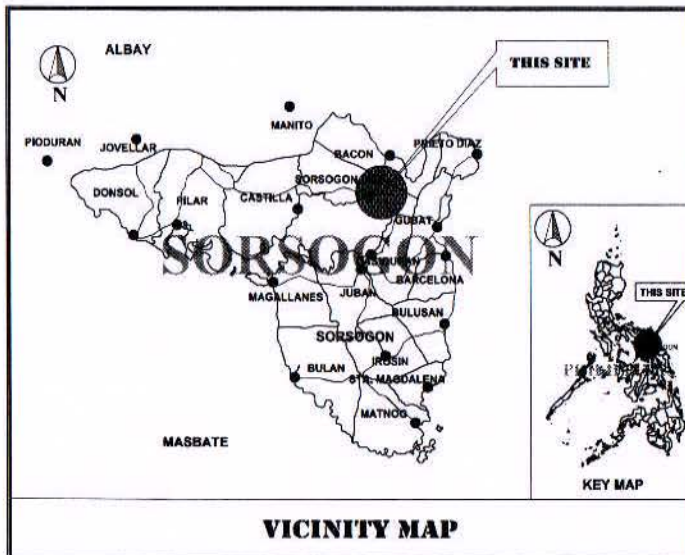 ALBAY
THIS SITE
N
MANITO
PIODURAN
JOVELLAR
BACON
PRIETO DIAZ
SORSOGON
DONSOL
PILAR
CASTILLA
GUBAT
SORSOGON
CASIGURAN
BARCELONA
MAGALLANES
JUBAN
BULUSAN
SORSOGON
IROSIN
BULAN
STA. MAGDALENA
MATNOG
MASBATE
N
THIS SITE
KEY MAP
VICINITY MAP